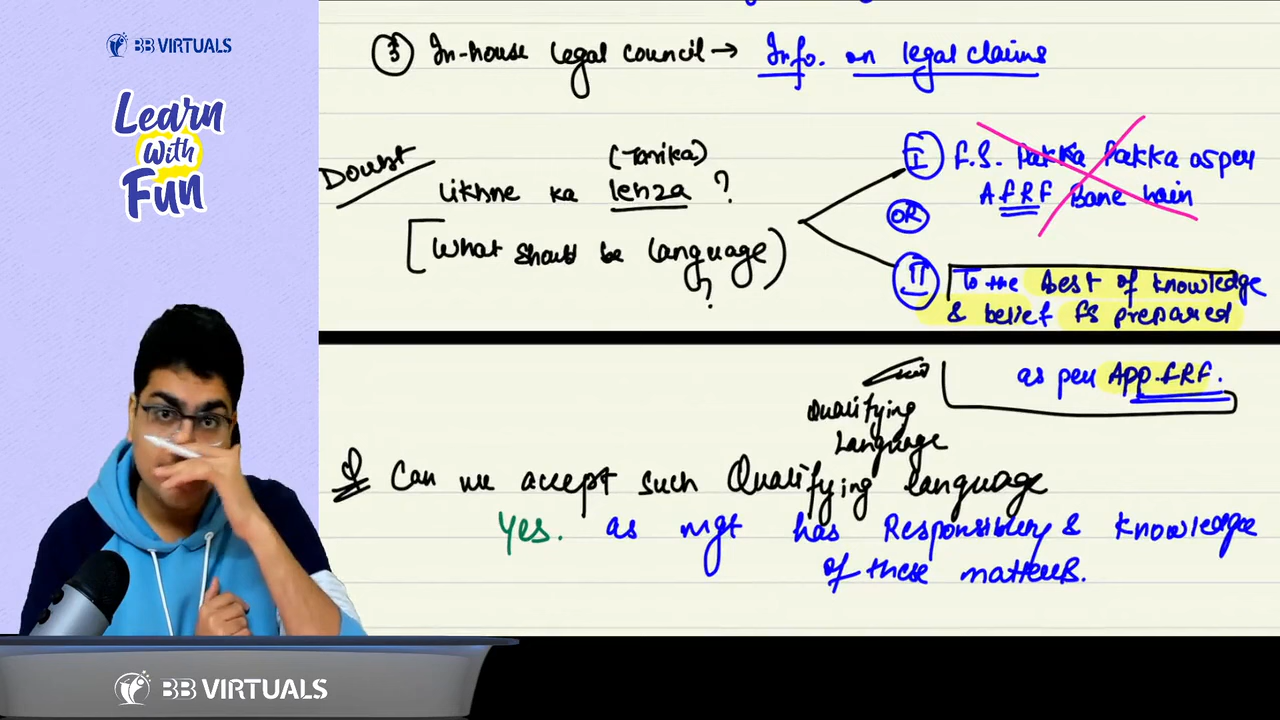 BB VIRTUALS
Learn
With
Fun
③ In-house legal council → Info. on legal claims
Doubt
(Tarika)
likhne ka lehza ?
[What should be language)
?
I F.S. Pakka Pakka as per
AFRF Bane hain
OR
II To the best of knowledge
& belief FS prepared
as per App. FRF.
Qualifying
Language
Q Can we accept such Qualifying language
Yes. as mgt has Responsibility & knowledge
of these matters.
BB VIRTUALS